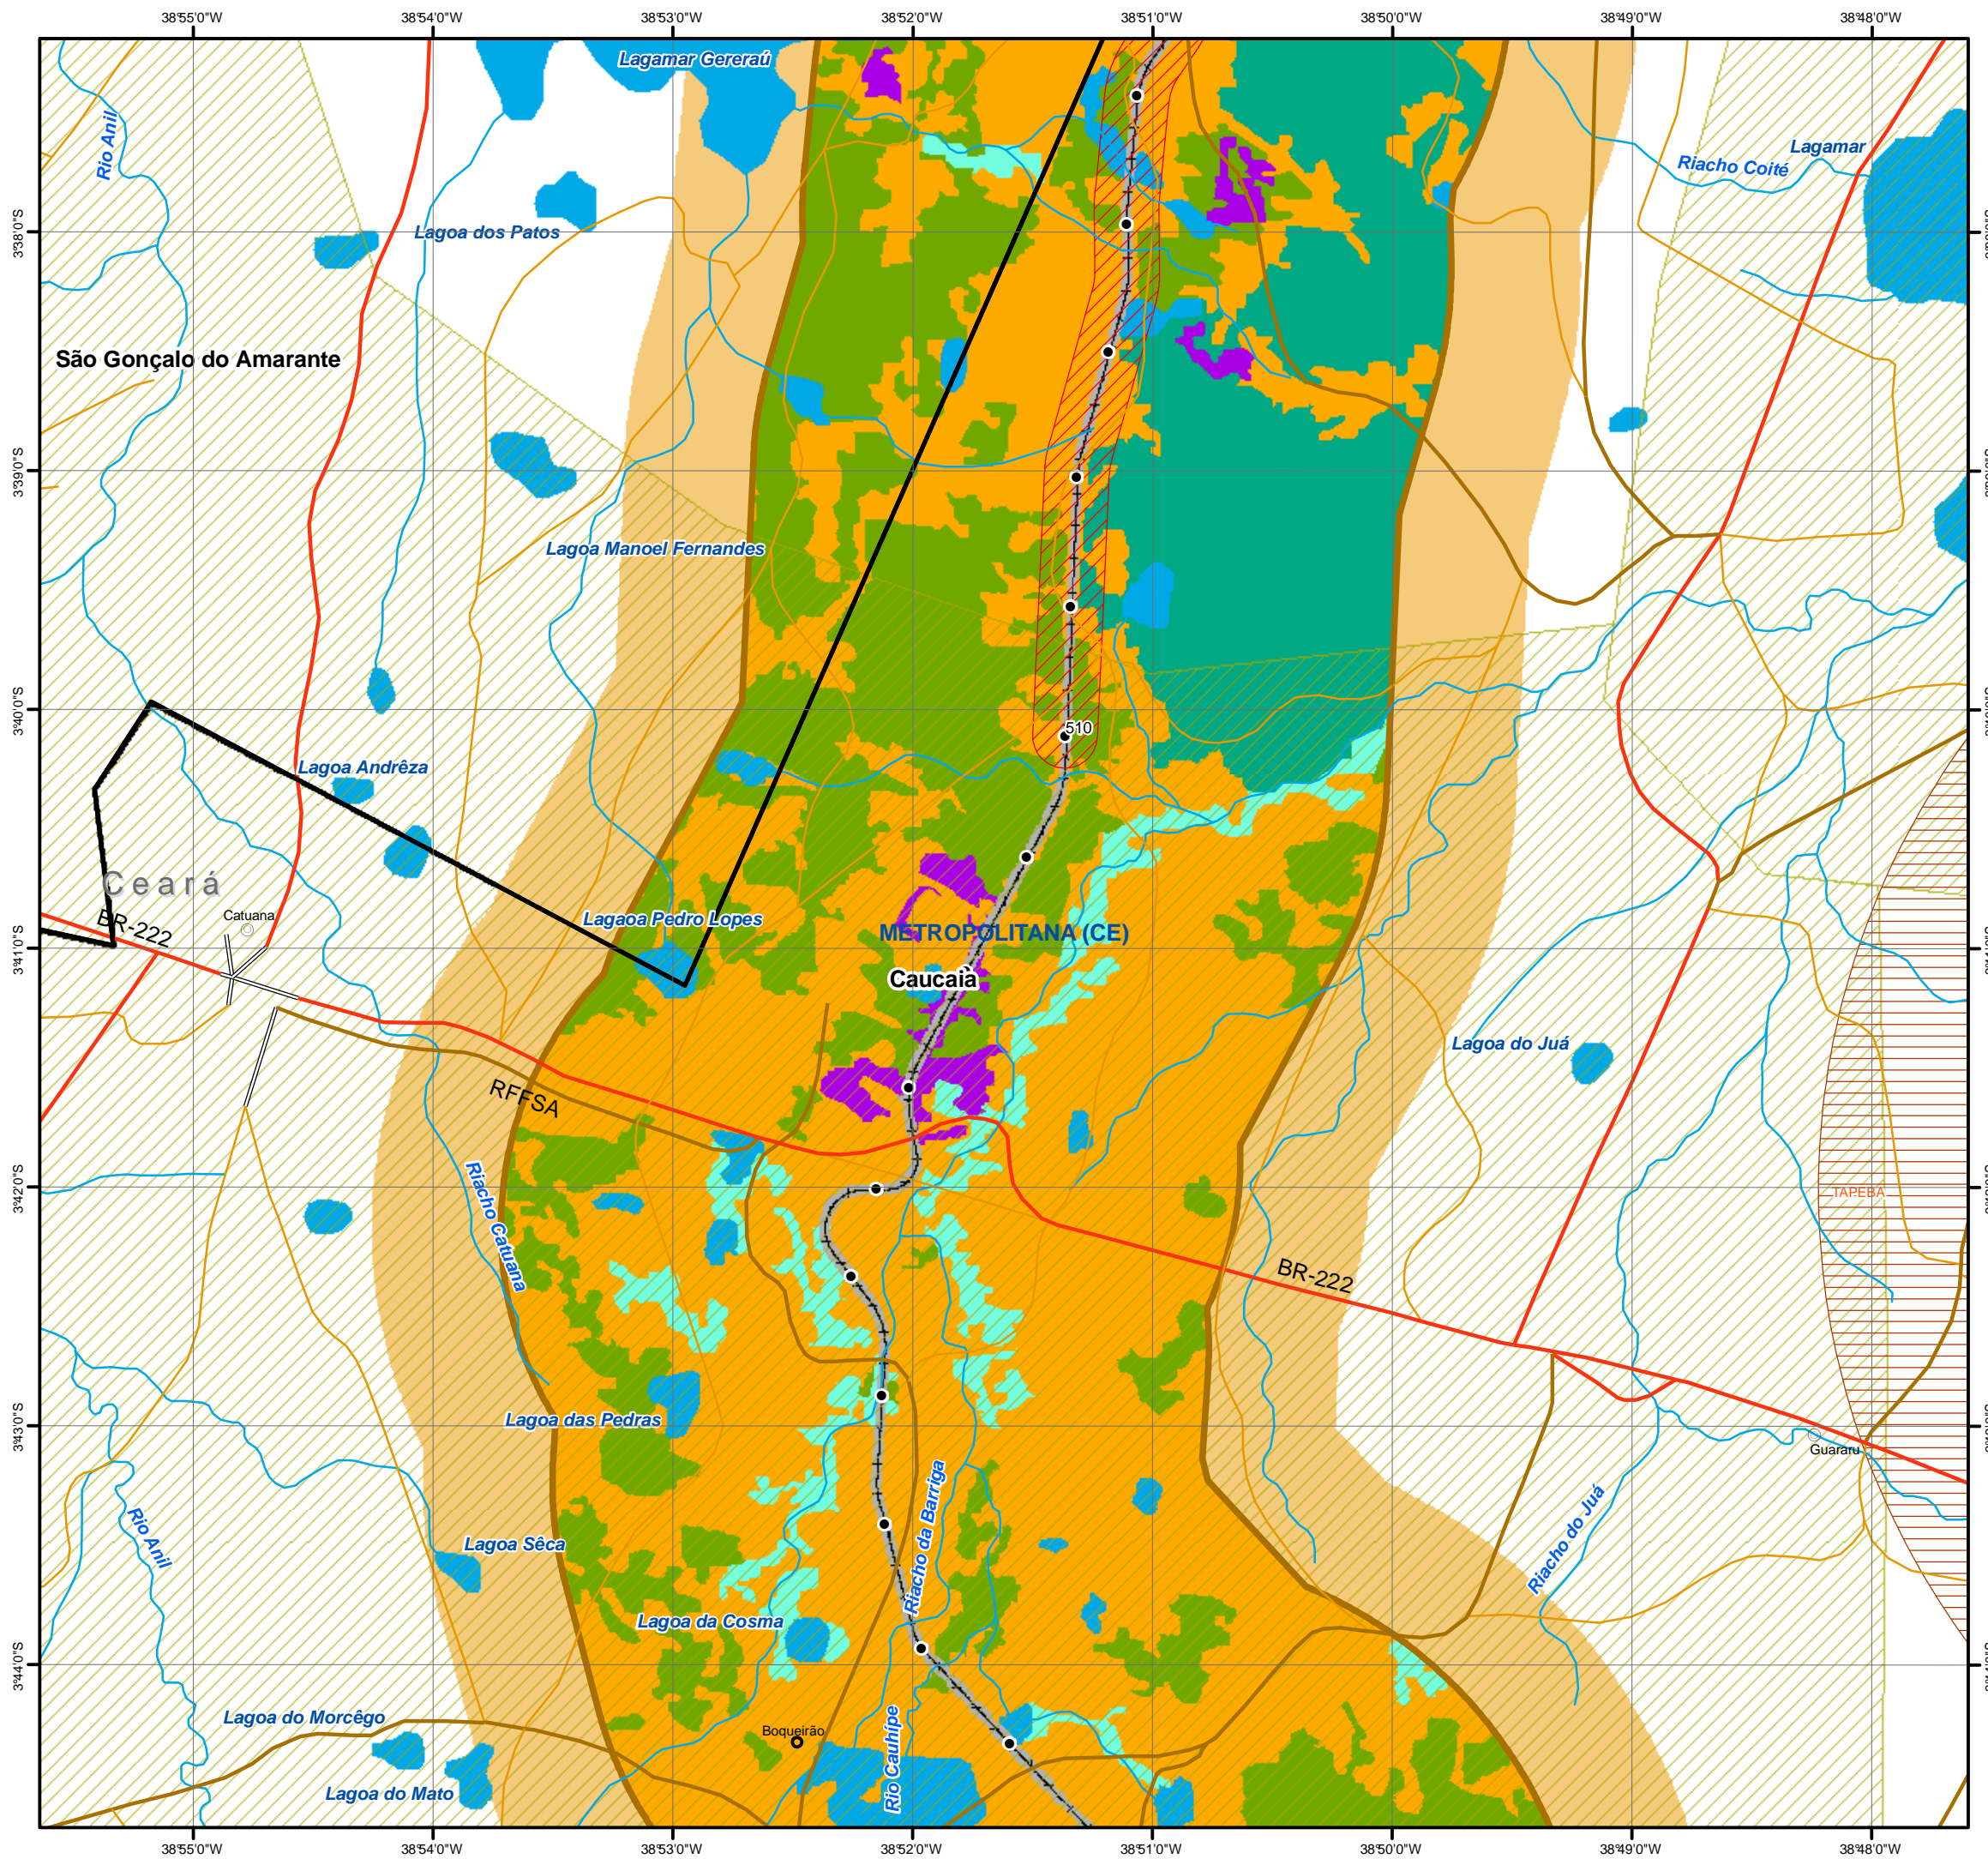 38°55'0"W
38°54'0"W
38°53'0"W
38°52'0"W
38°51'0"W
38°50'0"W
38°49'0"W
38°48'0"W
Lagamar Gereraú
Rio Anil
Lagamar
Riacho Coité
3°38'0"S
Lagoa dos Patos
São Gonçalo do Amarante
3°39'0"S
Lagoa Manoel Fernandes
3°40'0"S
510
Lagoa Andrêza
Ceará
Catuana
BR-222
Lagaoa Pedro Lopes
METROPOLITANA (CE)
3°41'0"S
Caucaia
Lagoa do Juá
RFFSA
3°42'0"S
TAPEBA
Riacho Catuana
BR-222
3°43'0"S
Lagoa das Pedras
Guararu
Riacho da Barriga
Rio Anil
Lagoa Sêca
Riacho do Juá
Lagoa da Cosma
3°44'0"S
Lagoa do Morcêgo
Boqueirão
Rio Cauhípe
Lagoa do Mato
38°55'0"W
38°54'0"W
38°53'0"W
38°52'0"W
38°51'0"W
38°50'0"W
38°49'0"W
38°48'0"W